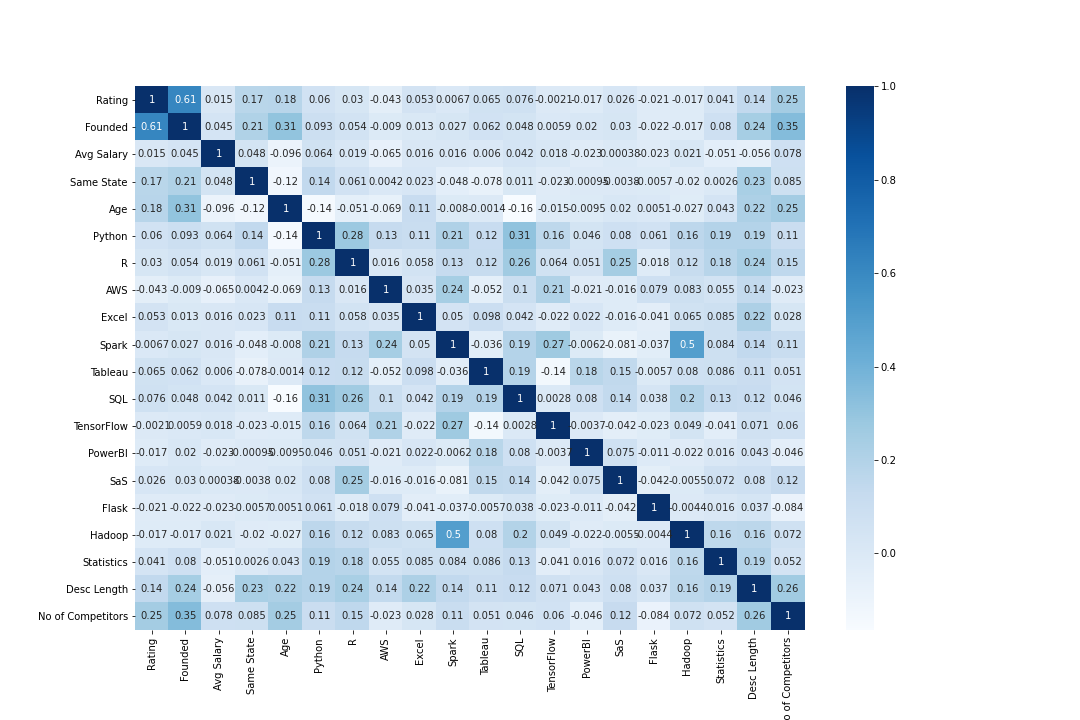 Rating 1 0.61 0.015 0.17 0.18 0.06 0.03 -0.043 0.053 0.0067 0.065 0.076 -0.0021 -0.017 0.026 -0.021 -0.017 0.041 0.14 0.25
Founded 0.61 1 0.045 0.21 0.31 0.093 0.054 -0.009 0.013 0.027 0.062 0.048 0.0059 0.02 0.03 -0.022 -0.017 0.08 0.24 0.35
Avg Salary 0.015 0.045 1 0.048 -0.096 0.064 0.019 -0.065 0.016 0.016 0.006 0.042 0.018 -0.023 0.00038 -0.023 0.021 -0.051 -0.056 0.078
Same State 0.17 0.21 0.048 1 -0.12 0.14 0.061 0.0042 0.023 -0.048 -0.078 0.011 -0.023 -0.00095 -0.0038 -0.0057 -0.02 0.0026 0.23 0.085
Age 0.18 0.31 -0.096 -0.12 1 -0.14 -0.051 -0.069 0.11 -0.008 -0.0014 -0.16 -0.015 -0.0095 0.02 0.0051 -0.027 0.043 0.22 0.25
Python 0.06 0.093 0.064 0.14 -0.14 1 0.28 0.13 0.11 0.21 0.12 0.31 0.16 0.046 0.08 0.061 0.16 0.19 0.19 0.11
R 0.03 0.054 0.019 0.061 -0.051 0.28 1 0.016 0.058 0.13 0.12 0.26 0.064 0.051 0.25 -0.018 0.12 0.18 0.24 0.15
AWS -0.043 -0.009 -0.065 0.0042 -0.069 0.13 0.016 1 0.035 0.24 -0.052 0.1 0.21 -0.021 -0.016 0.079 0.083 0.055 0.14 -0.023
Excel 0.053 0.013 0.016 0.023 0.11 0.11 0.058 0.035 1 0.05 0.098 0.042 -0.022 0.022 -0.016 -0.041 0.065 0.085 0.22 0.028
Spark 0.0067 0.027 0.016 -0.048 -0.008 0.21 0.13 0.24 0.05 1 -0.036 0.19 0.27 -0.0062 -0.081 -0.037 0.5 0.084 0.14 0.11
Tableau 0.065 0.062 0.006 -0.078 -0.0014 0.12 0.12 -0.052 0.098 -0.036 1 0.19 -0.14 0.18 0.15 -0.0057 0.08 0.086 0.11 0.051
SQL 0.076 0.048 0.042 0.011 -0.16 0.31 0.26 0.1 0.042 0.19 0.19 1 0.0028 0.08 0.14 0.038 0.2 0.13 0.12 0.046
TensorFlow -0.0021 0.0059 0.018 -0.023 -0.015 0.16 0.064 0.21 -0.022 0.27 -0.14 0.0028 1 -0.0037 -0.042 -0.023 0.049 -0.041 0.071 0.06
PowerBI -0.017 0.02 -0.023 -0.00095 -0.0095 0.046 0.051 -0.021 0.022 -0.0062 0.18 0.08 -0.0037 1 0.075 -0.011 -0.022 0.016 0.043 -0.046
SaS 0.026 0.03 0.00038 -0.0038 0.02 0.08 0.25 -0.016 -0.016 -0.081 0.15 0.14 -0.042 0.075 1 -0.042 -0.0055 0.072 0.08 0.12
Flask -0.021 -0.022 -0.023 -0.0057 0.0051 0.061 -0.018 0.079 -0.041 -0.037 -0.0057 0.038 -0.023 -0.011 -0.042 1 -0.0044 0.016 0.037 -0.084
Hadoop -0.017 -0.017 0.021 -0.02 -0.027 0.16 0.12 0.083 0.065 0.5 0.08 0.2 0.049 -0.022 -0.0055 -0.0044 1 0.16 0.16 0.072
Statistics 0.041 0.08 -0.051 0.0026 0.043 0.19 0.18 0.055 0.085 0.084 0.086 0.13 -0.041 0.016 0.072 0.016 0.16 1 0.19 0.052
Desc Length 0.14 0.24 -0.056 0.23 0.22 0.19 0.24 0.14 0.22 0.14 0.11 0.12 0.071 0.043 0.08 0.037 0.16 0.19 1 0.26
No of Competitors 0.25 0.35 0.078 0.085 0.25 0.11 0.15 -0.023 0.028 0.11 0.051 0.046 0.06 -0.046 0.12 -0.084 0.072 0.052 0.26 1
Rating
Founded
Avg Salary
Same State
Age
Python
R
AWS
Excel
Spark
Tableau
SQL
TensorFlow
PowerBI
SaS
Flask
Hadoop
Statistics
Desc Length
o of Competitors
1.0
0.8
0.6
0.4
0.2
0.0